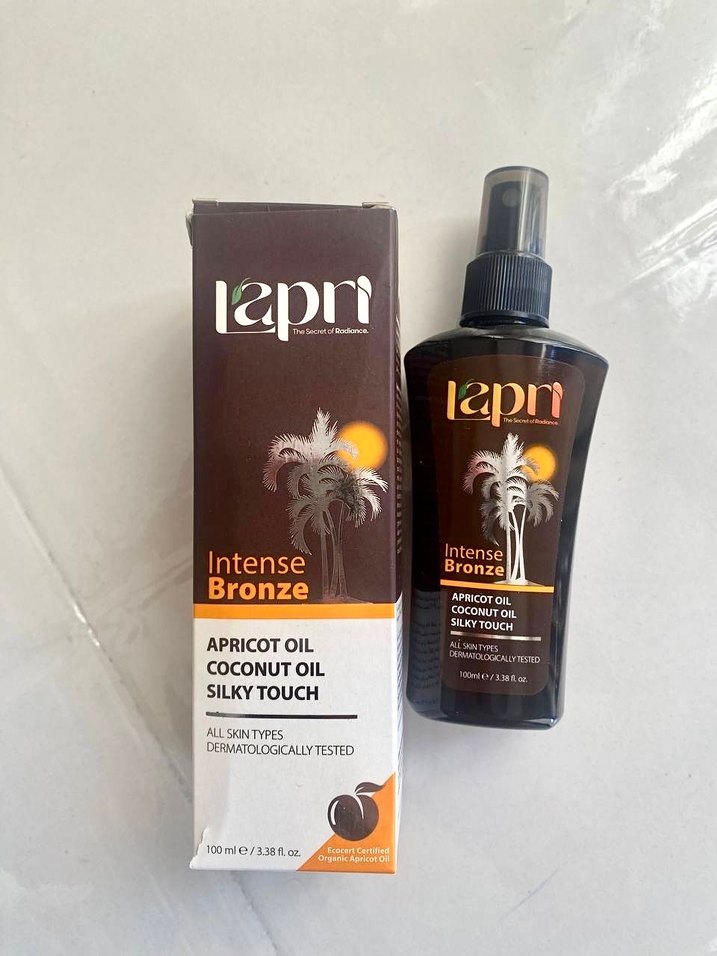 Lapri
The Secret of Radiance.
Intense
Bronze
APRICOT OIL
COCONUT OIL
SILKY TOUCH
ALL SKIN TYPES
DERMATOLOGICALLY TESTED
100 ml ℮ / 3.38 fl. oz.
Ecocert Certified
Organic Apricot Oil
Lapri
The Secret of Radiance.
Intense
Bronze
APRICOT OIL
COCONUT OIL
SILKY TOUCH
ALL SKIN TYPES
DERMATOLOGICALLY TESTED
100ml ℮ / 3.38 fl. oz.